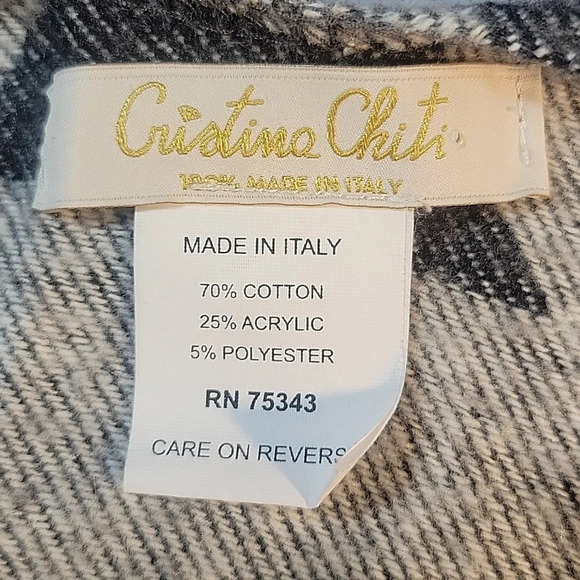 Cristina Chiti
100% MADE IN ITALY
MADE IN ITALY
70% COTTON
25% ACRYLIC
5% POLYESTER
RN 75343
CARE ON REVERS